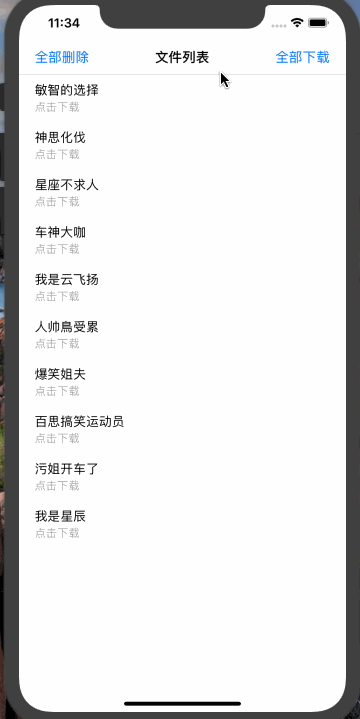 11:34
全部删除 文件列表 全部下载
敏智的选择
点击下载
神思化伐
点击下载
星座不求人
点击下载
车神大咖
点击下载
我是云飞扬
点击下载
人帅鳥受累
点击下载
爆笑姐夫
点击下载
百思搞笑运动员
点击下载
污姐开车了
点击下载
我是星辰
点击下载